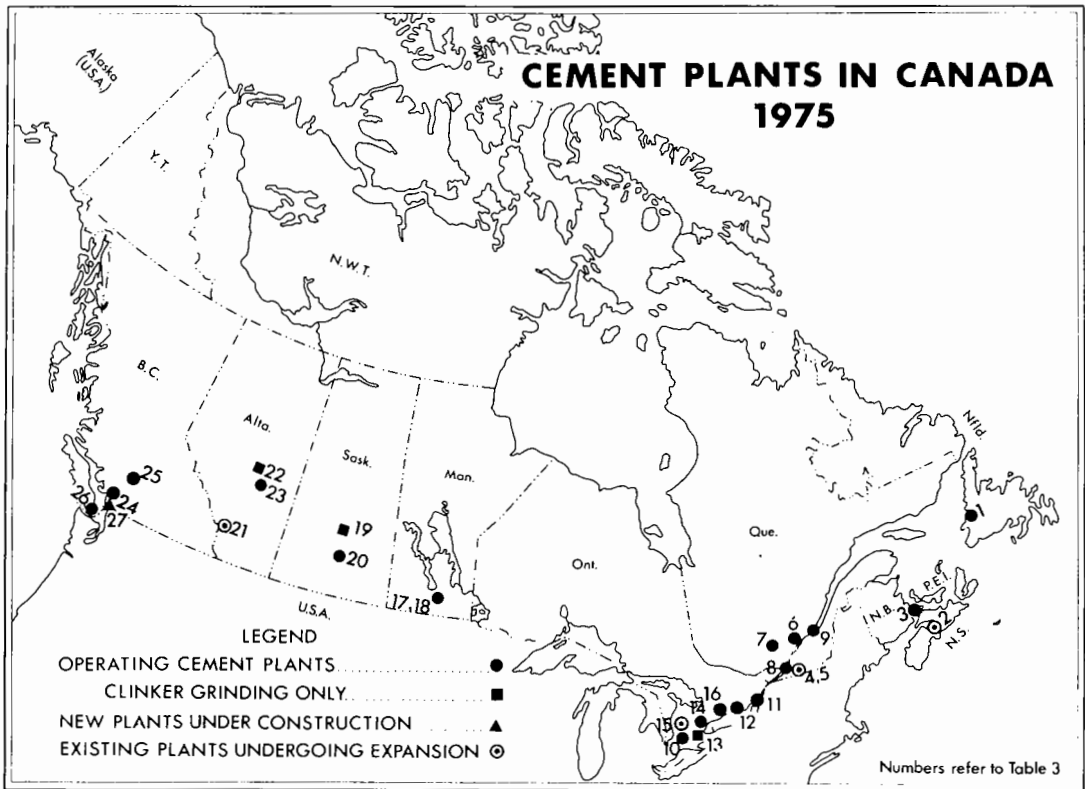 CEMENT PLANTS IN CANADA
1975
Alaska
(U.S.A.)
Y.T.
N.W.T.
B.C.
Alta.
Sask.
Man.
Ont.
Que.
Nfld.
P.E.I.
N.B.
N.S.
U.S.A.
1
2
3
4,5
6
7
8
9
10
11
12
13
14
15
16
17,18
19
20
21
22
23
24
25
26
27
LEGEND
OPERATING CEMENT PLANTS
CLINKER GRINDING ONLY
NEW PLANTS UNDER CONSTRUCTION
EXISTING PLANTS UNDERGOING EXPANSION
Numbers refer to Table 3